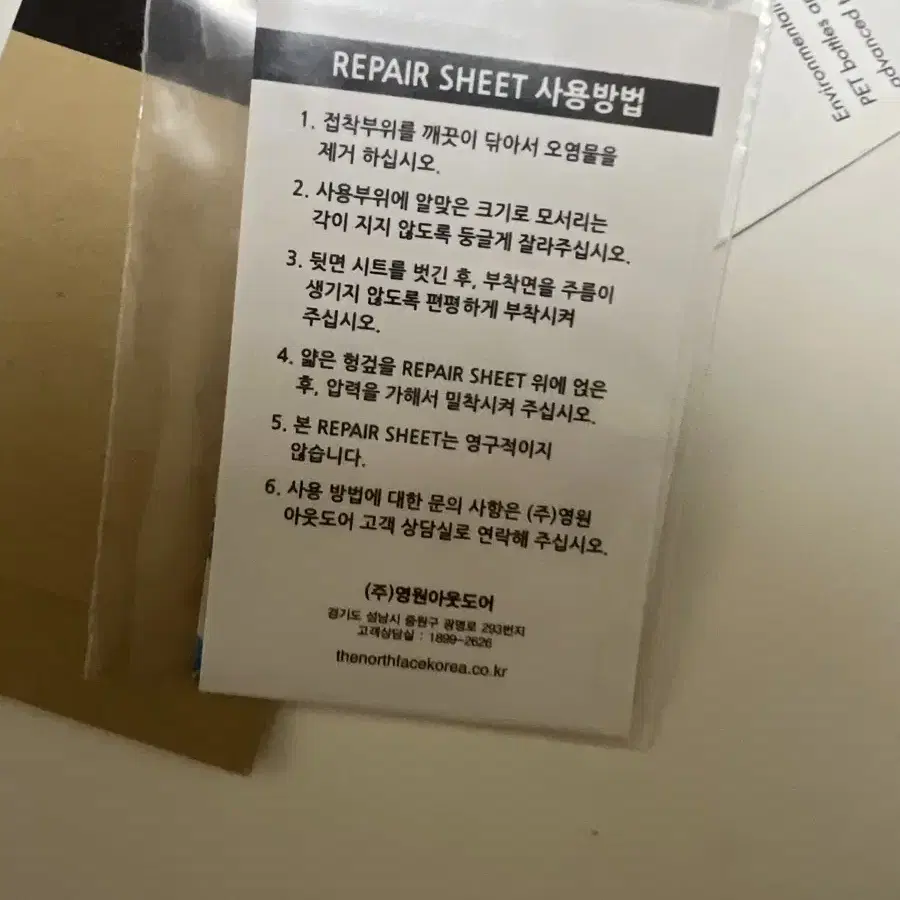 REPAIR SHEET 사용방법
1. 접착부위를 깨끗이 닦아서 오염물을
제거 하십시오.
2. 사용부위에 알맞은 크기로 모서리는
각이 지지 않도록 둥글게 잘라주십시오.
3. 뒷면 시트를 벗긴 후, 부착면을 주름이
생기지 않도록 편평하게 부착시켜
주십시오.
4. 얇은 헝겊을 REPAIR SHEET 위에 얹은
후, 압력을 가해서 밀착시켜 주십시오.
5. 본 REPAIR SHEET는 영구적이지
않습니다.
6. 사용 방법에 대한 문의 사항은 (주)영원
아웃도어 고객 상담실로 연락해 주십시오.
(주)영원아웃도어
경기도 성남시 중원구 광명로 293번지
고객상담실 : 1899-2626
thenorthfacekorea.co.kr
Environmentali
PET bottles a
advanced